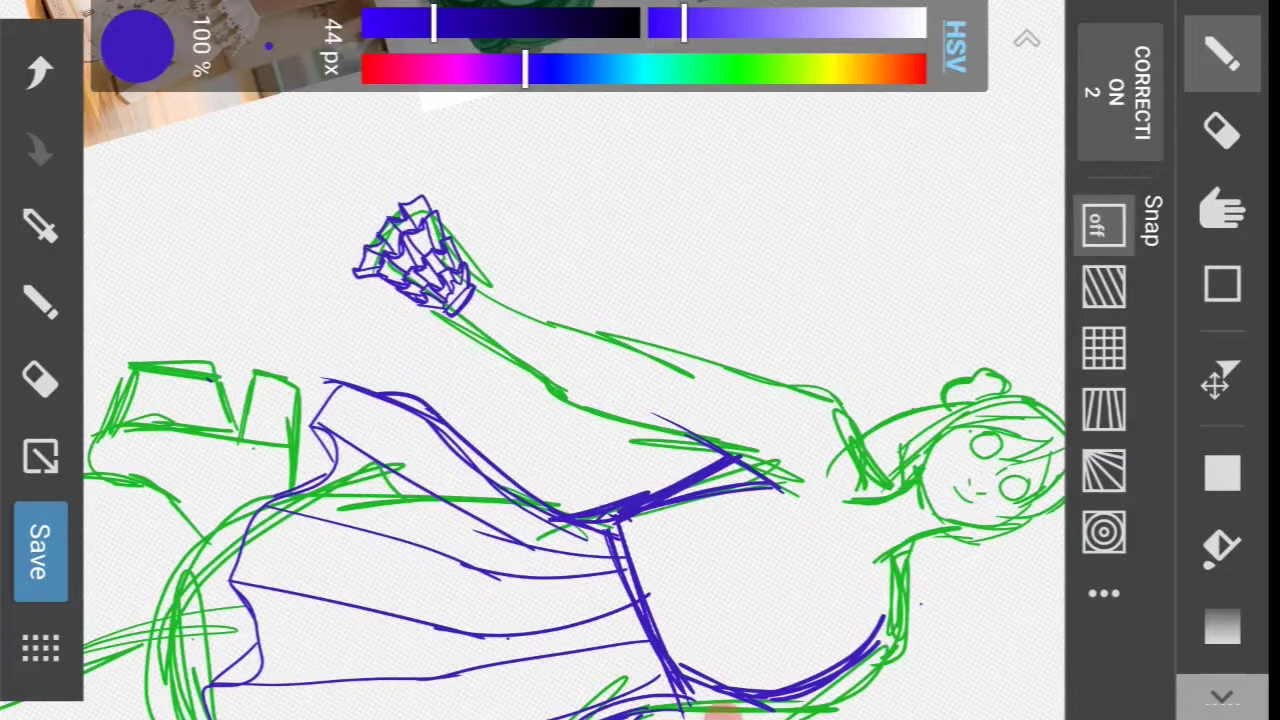 CORRECTI
ON
2
Snap
off
HSV
44 px
100 %
Save